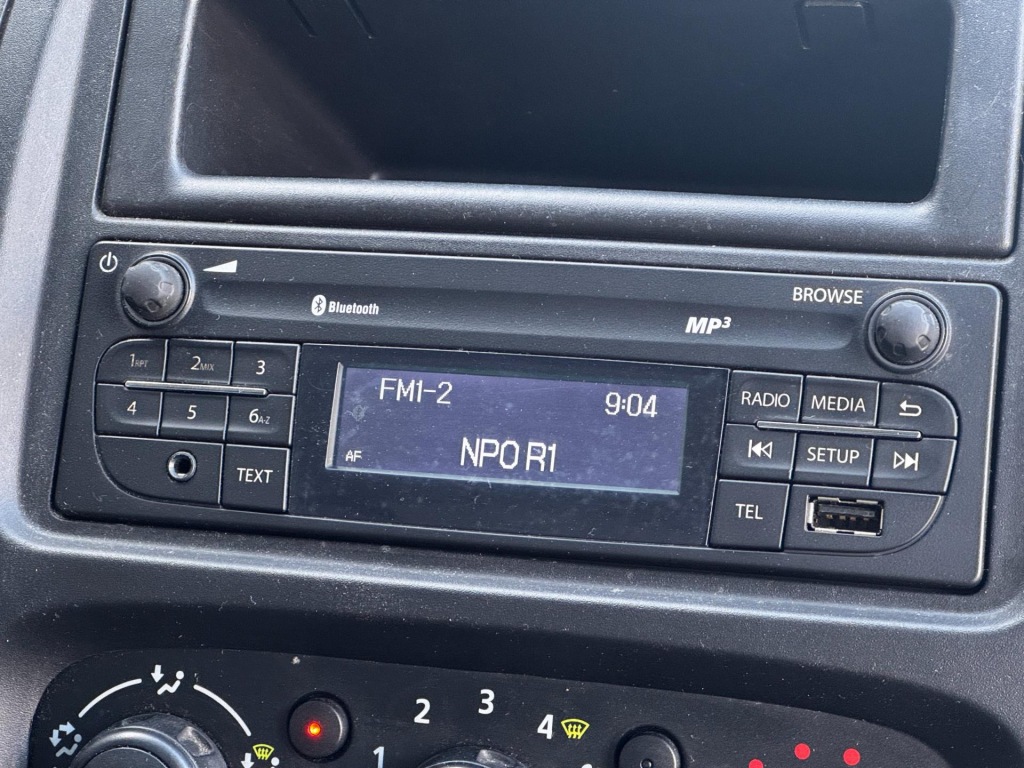 BROWSE
Bluetooth
MP3
1RPT 2MIX 3
4 5 6A-Z
TEXT
FM1-2 9:04
AF NPO R1
RADIO MEDIA
SETUP
TEL
1 2 3 4